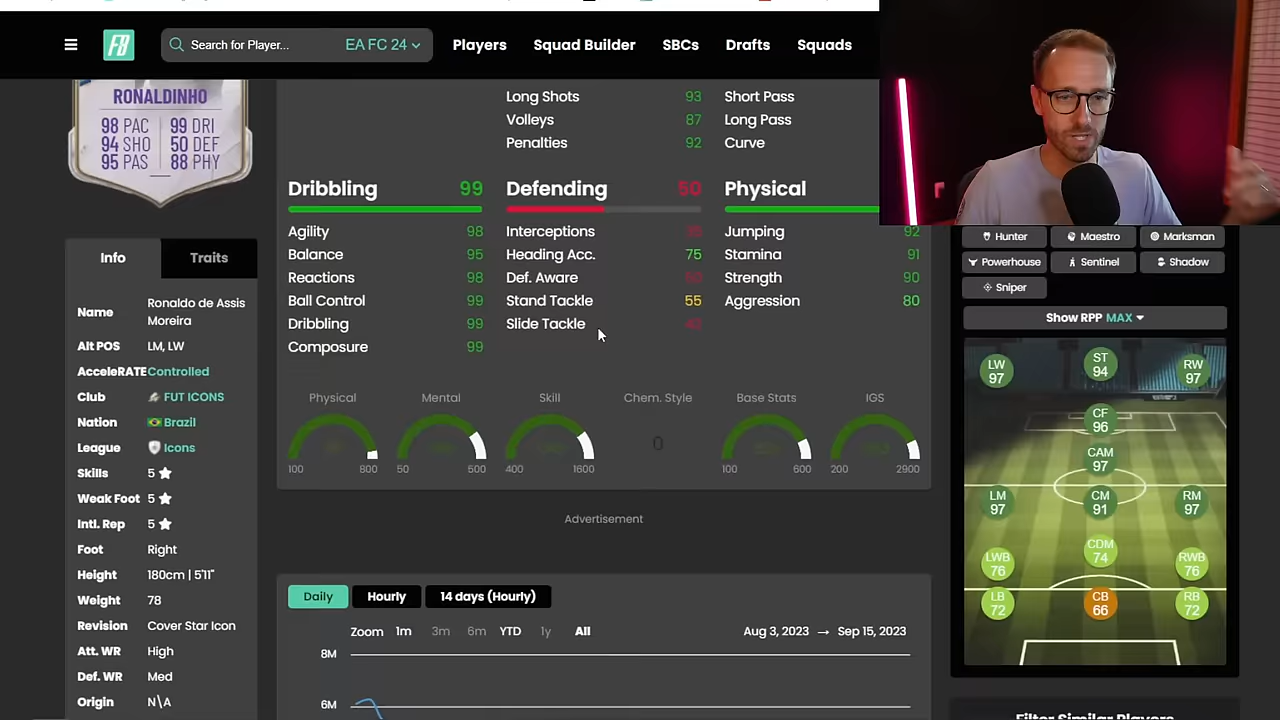 FB
Search for Player...
EA FC 24
Players
Squad Builder
SBCs
Drafts
Squads
RONALDINHO
98 PAC 99 DRI
94 SHO 50 DEF
95 PAS 88 PHY
Long Shots 93
Volleys 87
Penalties 92
Short Pass
Long Pass
Curve
Dribbling 99
Agility 98
Balance 95
Reactions 98
Ball Control 99
Dribbling 99
Composure 99
Defending 50
Interceptions
Heading Acc. 75
Def. Aware
Stand Tackle 55
Slide Tackle
Physical
Jumping 92
Stamina 91
Strength 90
Aggression 80
Hunter
Maestro
Marksman
Powerhouse
Sentinel
Shadow
Sniper
Show RPP MAX
Info
Traits
Name Ronaldo de Assis
Moreira
Alt POS LM, LW
AcceleRATE Controlled
Club FUT ICONS
Nation Brazil
League Icons
Skills 5
Weak Foot 5
Intl. Rep 5
Foot Right
Height 180cm | 5'11"
Weight 78
Revision Cover Star Icon
Att. WR High
Def. WR Med
Origin N\A
Physical
100 800
Mental
50 500
Skill
400 1600
Chem. Style
0
Base Stats
100 600
IGS
200 2900
Advertisement
Daily
Hourly
14 days (Hourly)
Zoom 1m 3m 6m YTD 1y All
Aug 3, 2023 → Sep 15, 2023
8M
6M
LW
97
ST
94
RW
97
CF
96
CAM
97
LM
97
CM
91
RM
97
LWB
76
CDM
74
RWB
76
LB
72
CB
66
RB
72
Filter Similar Players